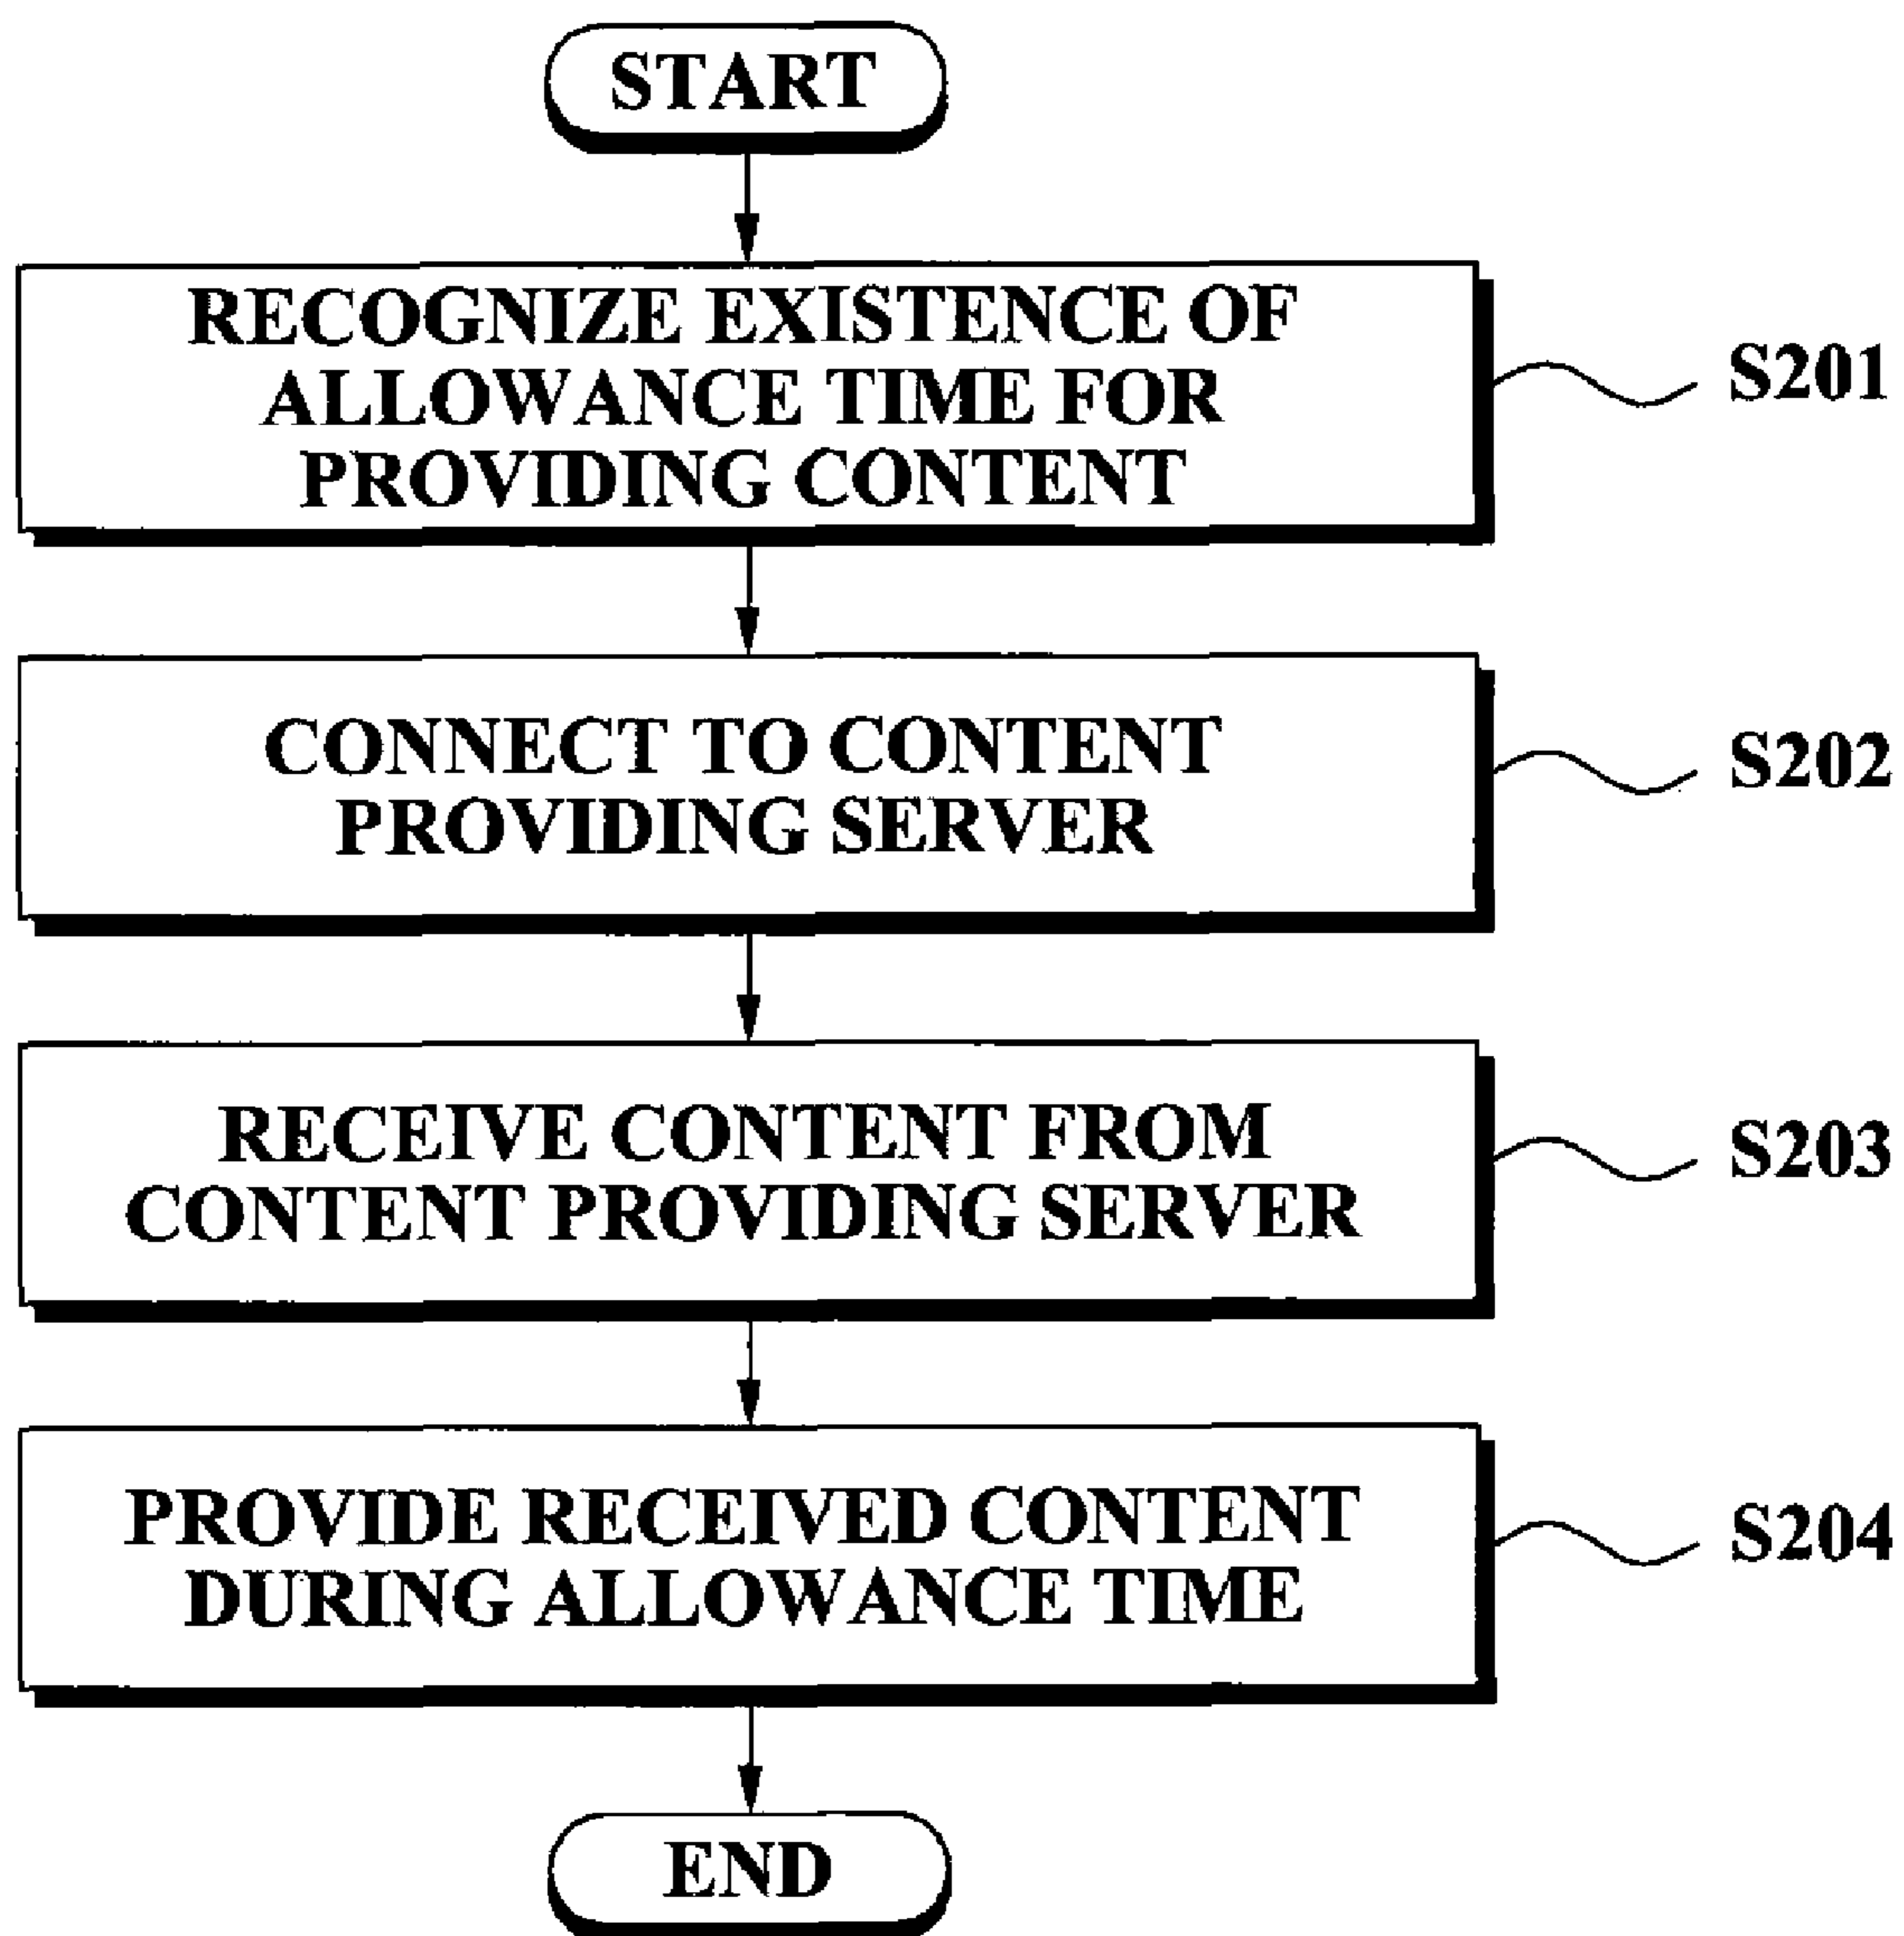 START
RECOGNIZE EXISTENCE OF
ALLOWANCE TIME FOR
PROVIDING CONTENT
S201
CONNECT TO CONTENT
PROVIDING SERVER
S202
RECEIVE CONTENT FROM
CONTENT PROVIDING SERVER
S203
PROVIDE RECEIVED CONTENT
DURING ALLOWANCE TIME
S204
END